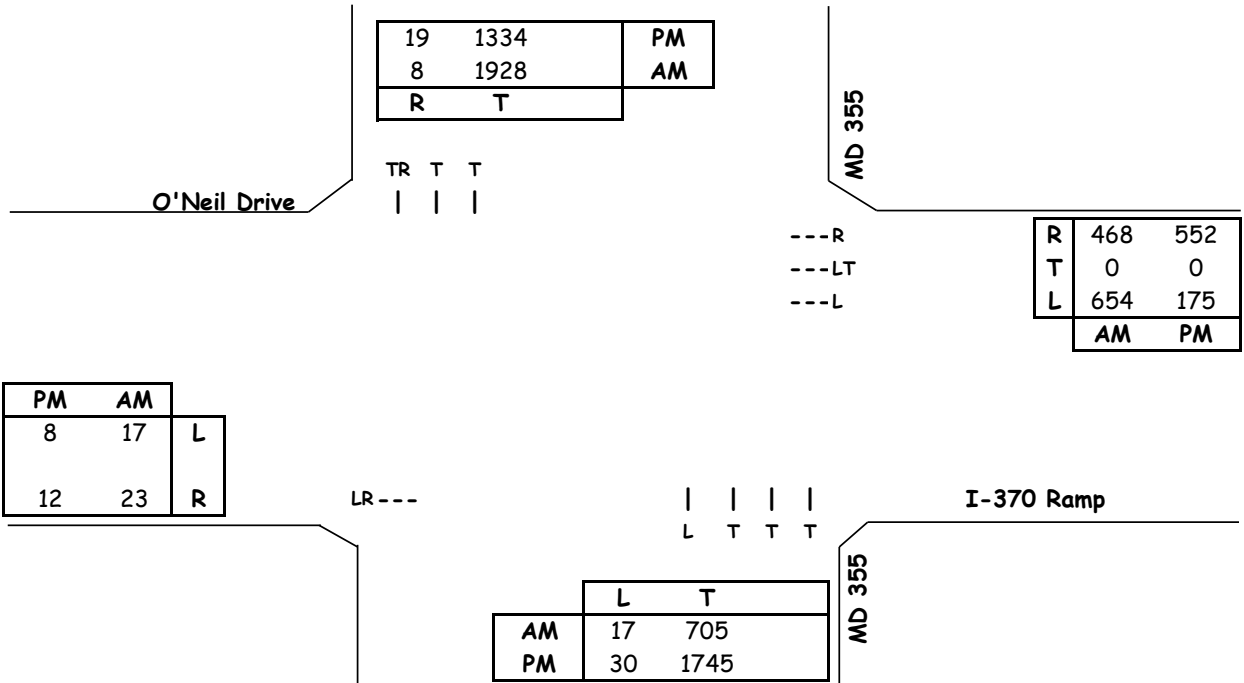 19 1334 PM
8 1928 AM
R T
MD 355
TR T T
O'Neil Drive
---R
---LT
---L
R 468 552
T 0 0
L 654 175
AM PM
PM AM
8 17 L
12 23 R
LR---
I-370 Ramp
L T T T
MD 355
L T
AM 17 705
PM 30 1745